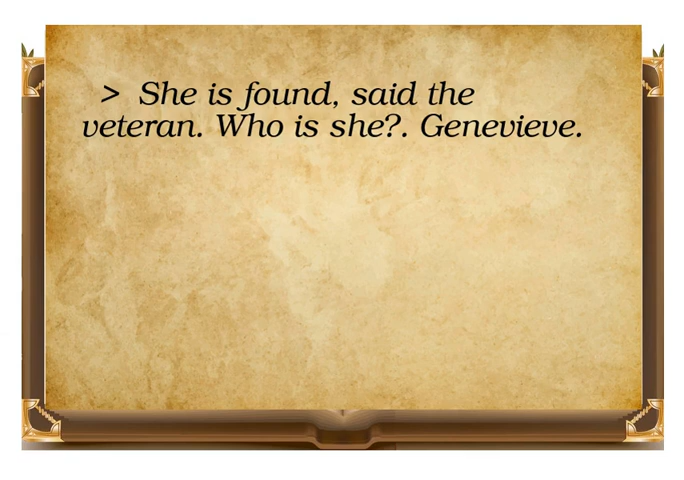 > She is found, said the
veteran. Who is she?. Genevieve.